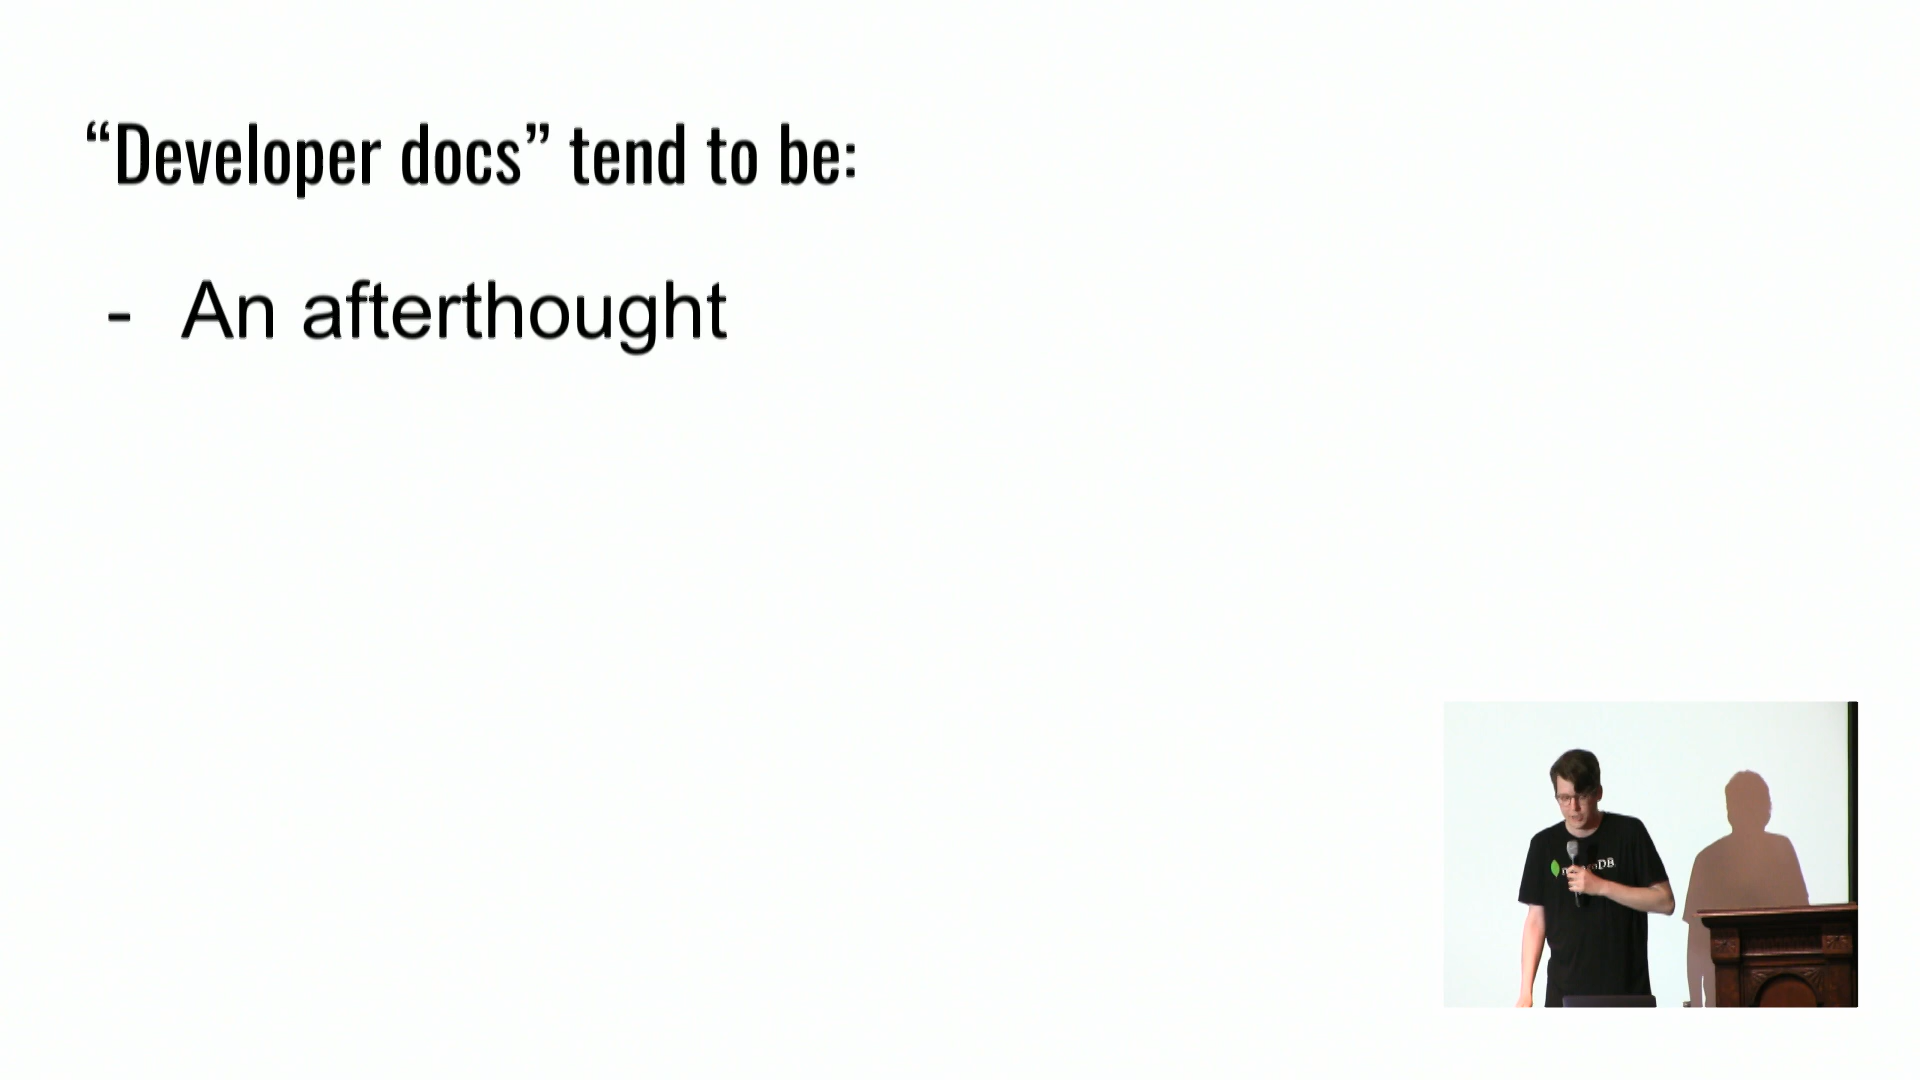 “Developer docs” tend to be:
- An afterthought